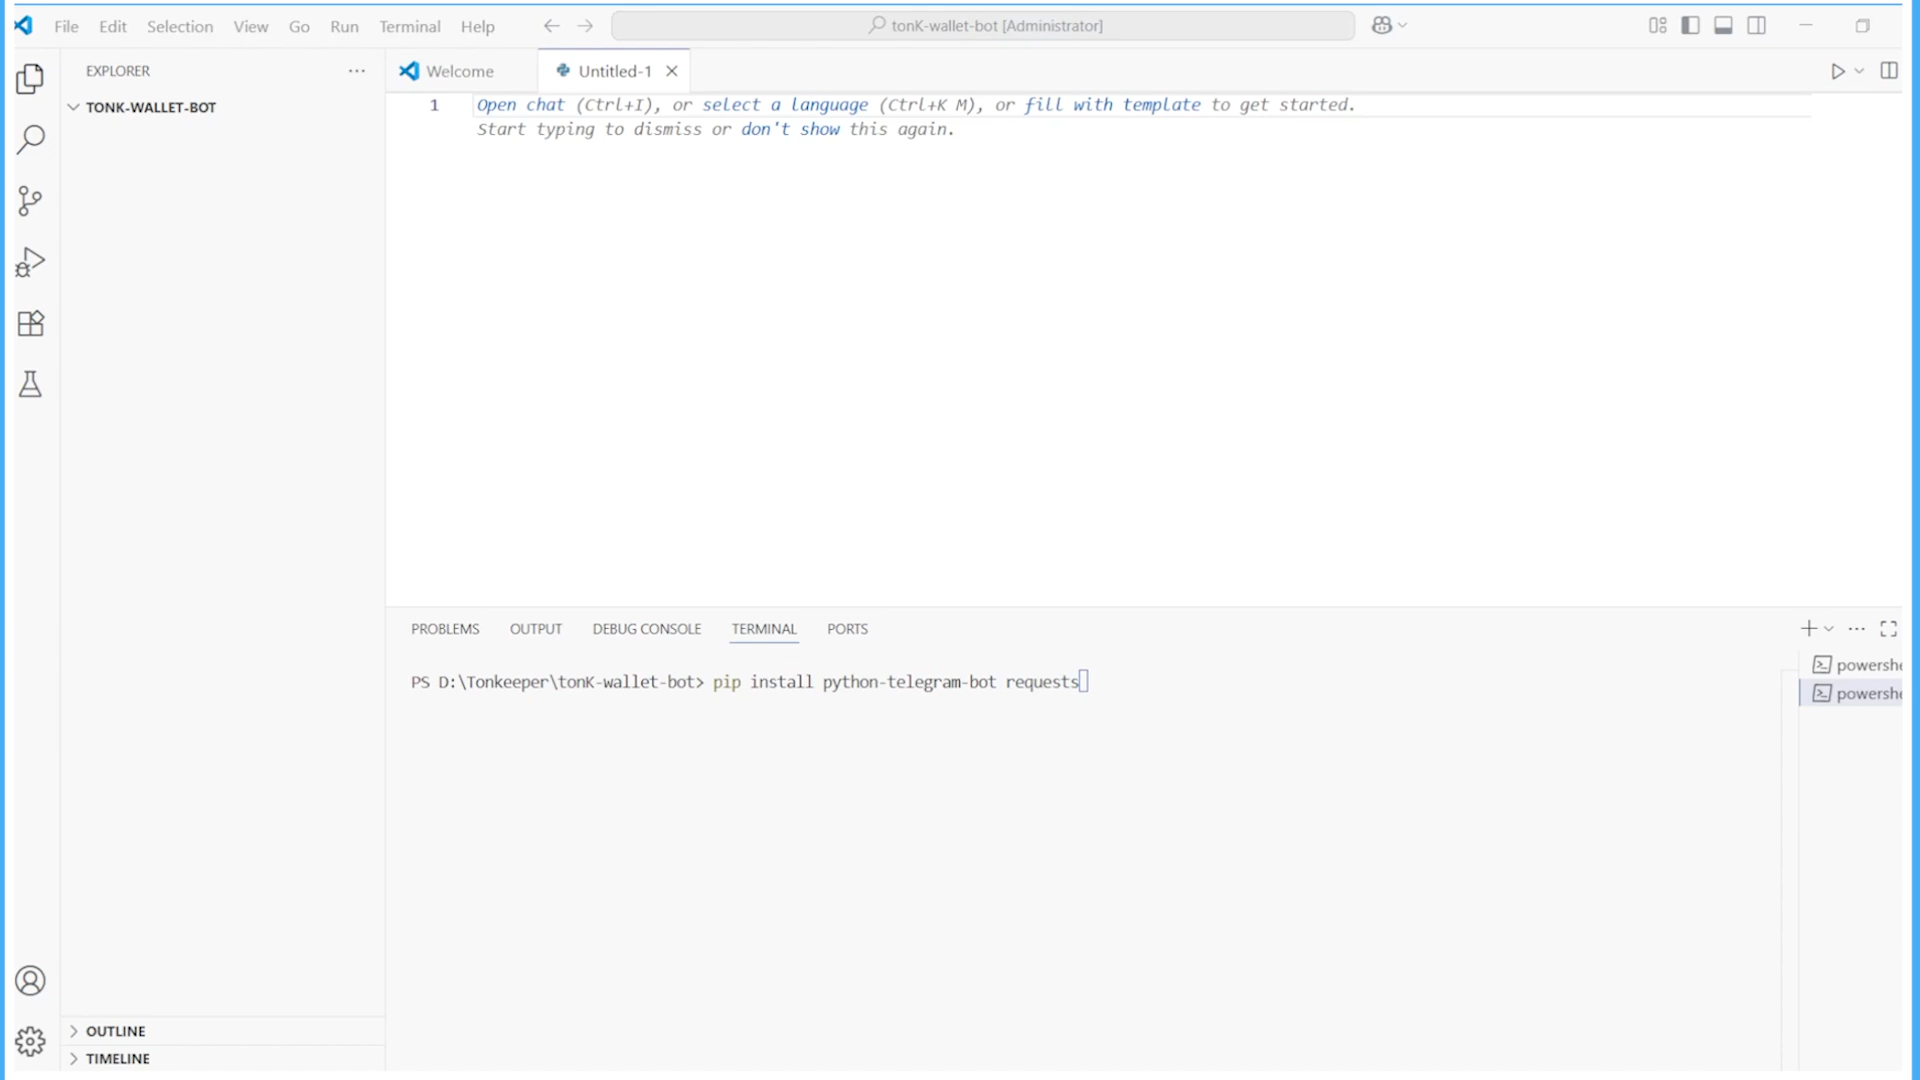 File Edit Selection View Go Run Terminal Help
tonK-wallet-bot [Administrator]
EXPLORER
TONK-WALLET-BOT
Welcome
Untitled-1
1 Open chat (Ctrl+I), or select a language (Ctrl+K M), or fill with template to get started.
Start typing to dismiss or don't show this again.
PROBLEMS OUTPUT DEBUG CONSOLE TERMINAL PORTS
PS D:\Tonkeeper\tonK-wallet-bot> pip install python-telegram-bot requests
powershe
powershe
OUTLINE
TIMELINE